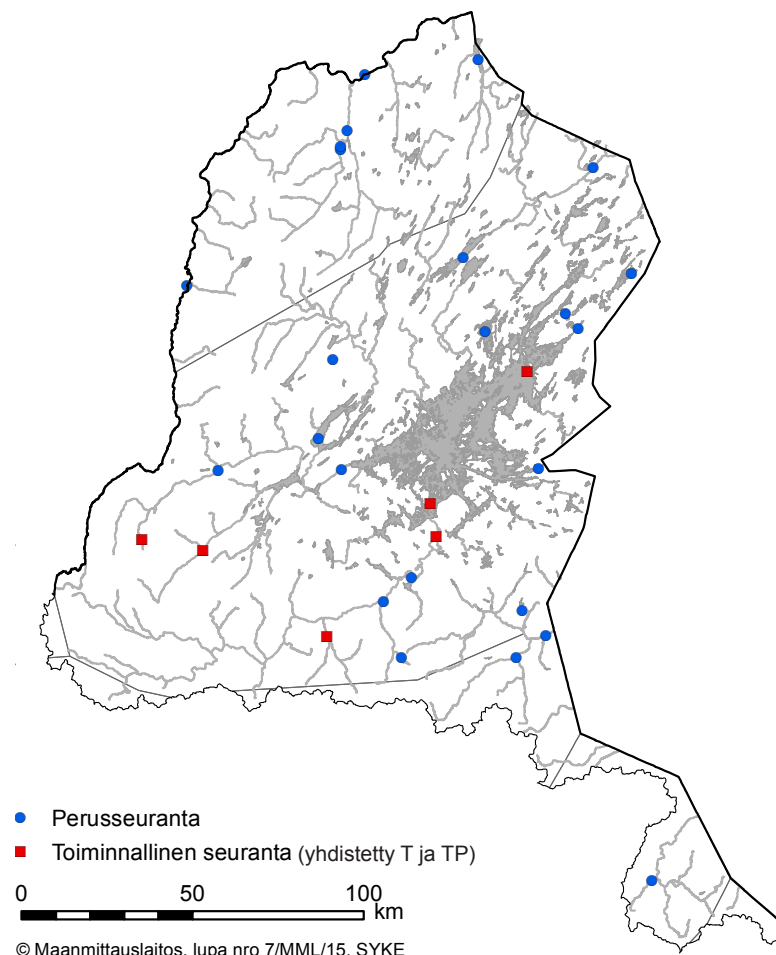 Perusseuranta
Toiminnallinen seuranta (yhdistetty T ja TP)
0 50 100
km
© Maanmittauslaitos, lupa nro 7/MML/15, SYKE